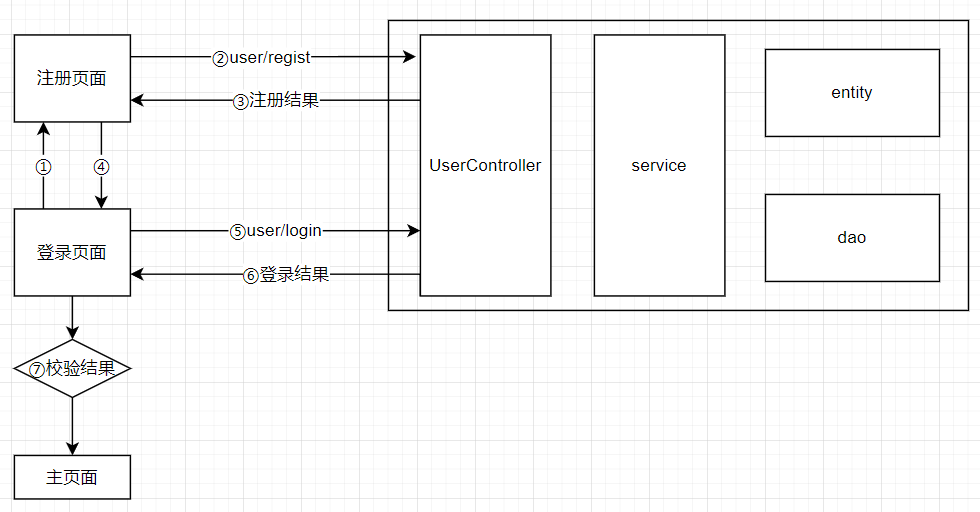 注册页面
②user/regist
③注册结果
①
④
UserController
service
entity
dao
登录页面
⑤user/login
⑥登录结果
⑦校验结果
主页面